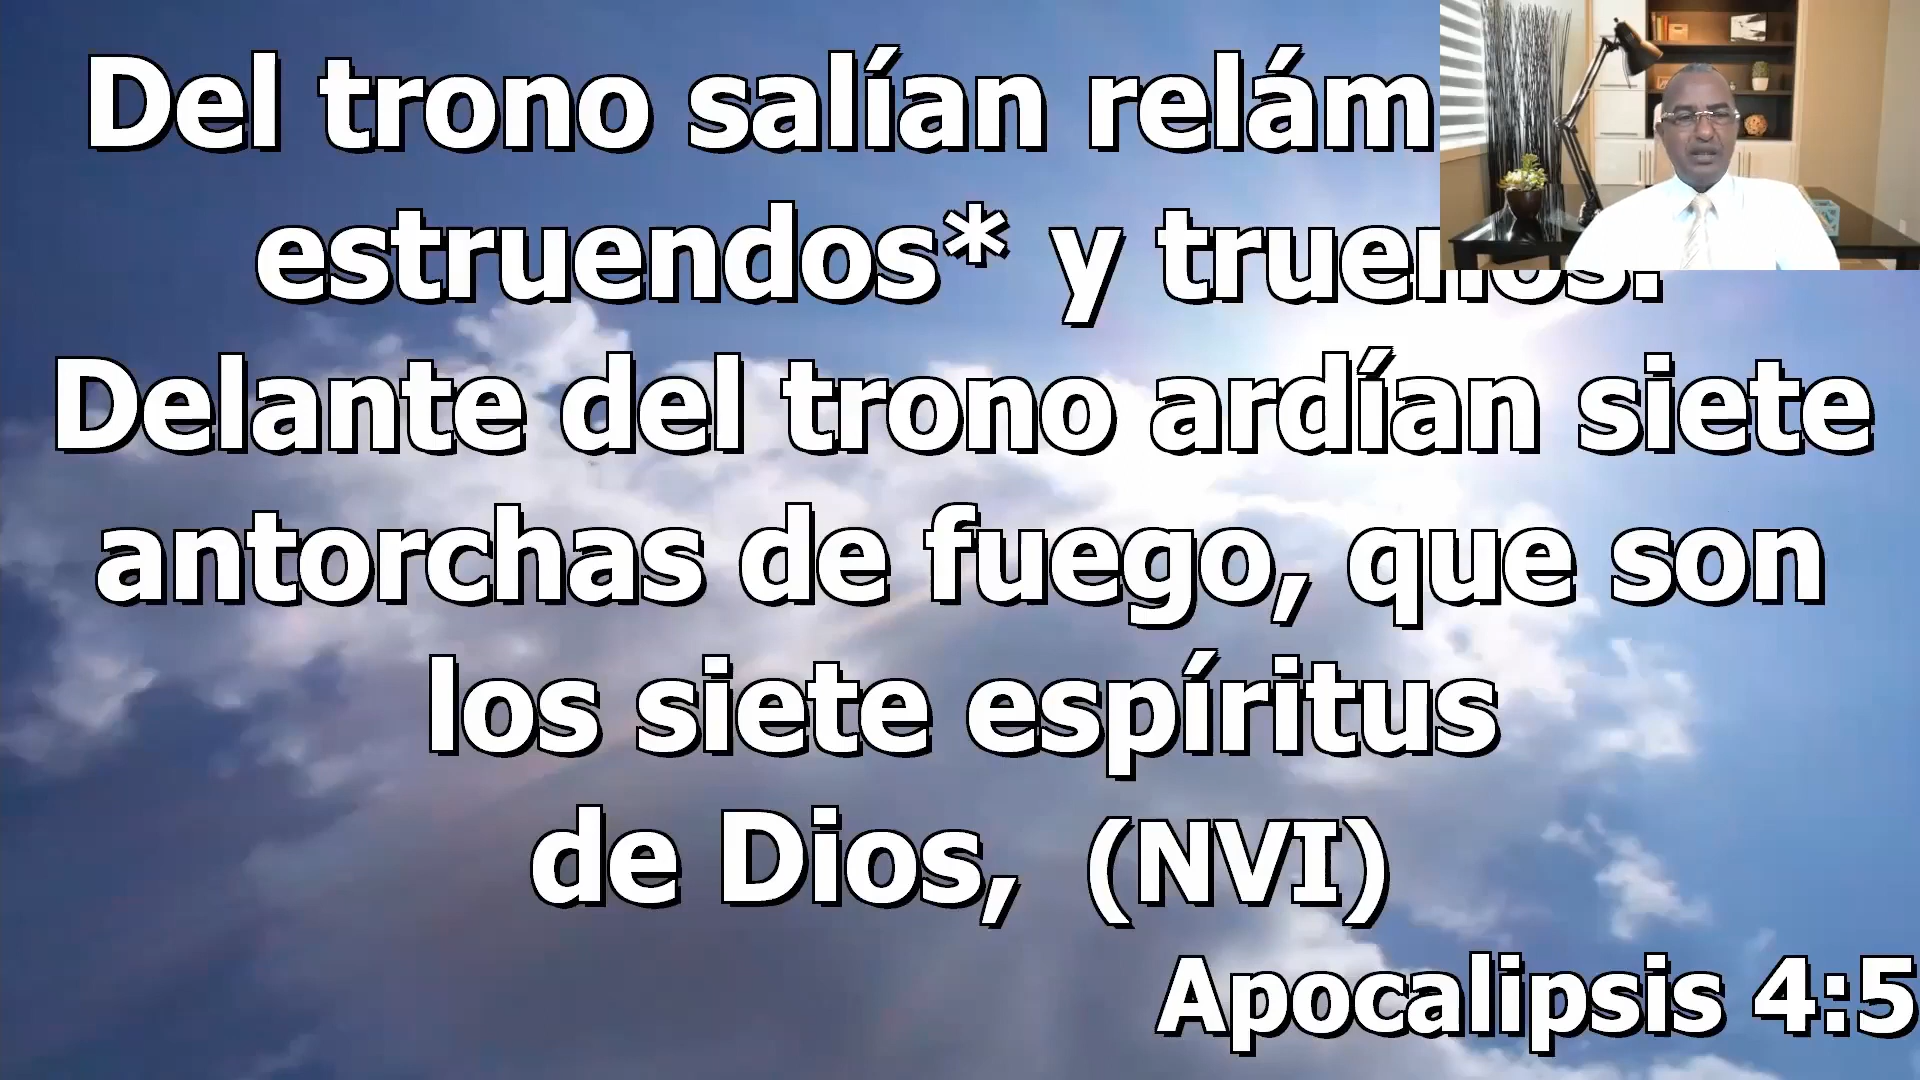 Del trono salían
estruendos* y
Delante del trono ardían siete
antorchas de fuego, que son
los siete espíritus
de Dios, (NVI)
Apocalipsis 4:5